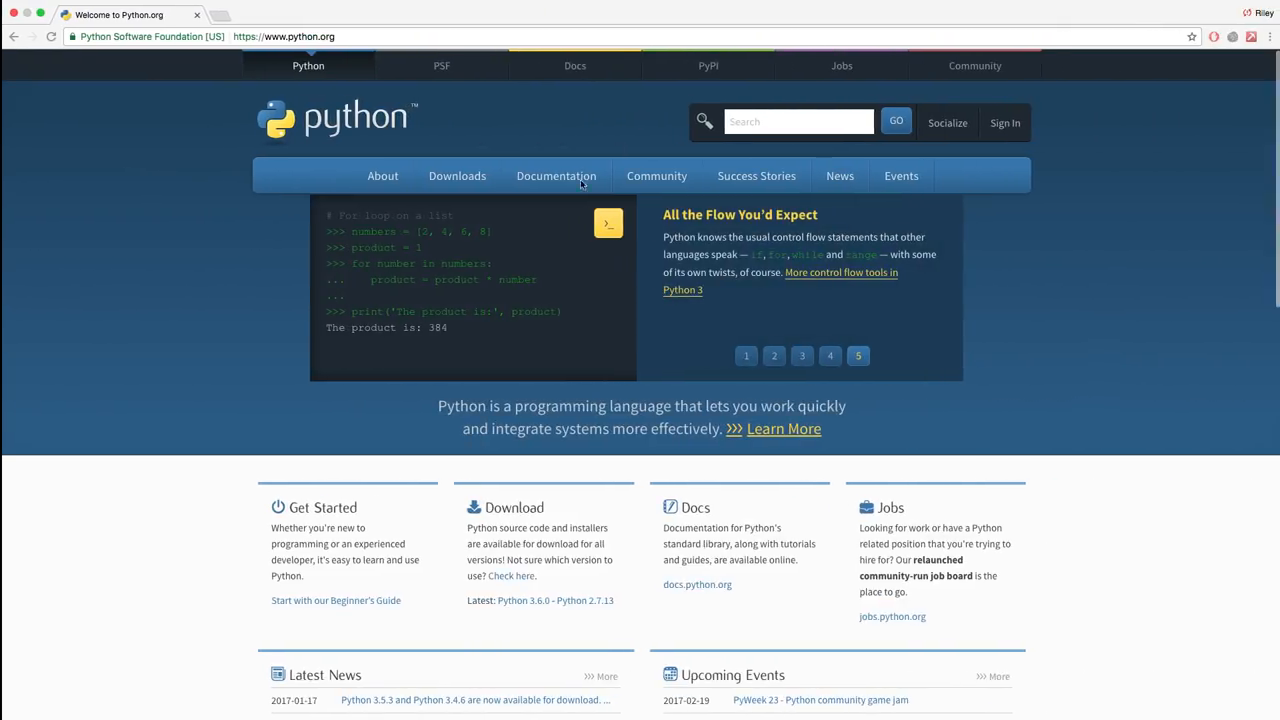 Welcome to Python.org
Riley
Python Software Foundation [US] https://www.python.org
Python PSF Docs PyPI Jobs Community
python™
Search GO Socialize Sign In
About Downloads Documentation Community Success Stories News Events
# For loop on a list
>>> numbers = [2, 4, 6, 8]
>>> product = 1
>>> for number in numbers:
... product = product * number
...
>>> print('The product is:', product)
The product is: 384
>_
All the Flow You'd Expect
Python knows the usual control flow statements that other
languages speak — if, for, while and range — with some
of its own twists, of course. More control flow tools in
Python 3
1 2 3 4 5
Python is a programming language that lets you work quickly
and integrate systems more effectively. >>> Learn More
Get Started
Whether you're new to
programming or an experienced
developer, it's easy to learn and use
Python.
Start with our Beginner's Guide
Download
Python source code and installers
are available for download for all
versions! Not sure which version to
use? Check here.
Latest: Python 3.6.0 - Python 2.7.13
Docs
Documentation for Python's
standard library, along with tutorials
and guides, are available online.
docs.python.org
Jobs
Looking for work or have a Python
related position that you're trying to
hire for? Our relaunched
community-run job board is the
place to go.
jobs.python.org
Latest News >>> More
2017-01-17 Python 3.5.3 and Python 3.4.6 are now available for download. ...
Upcoming Events >>> More
2017-02-19 PyWeek 23 - Python community game jam